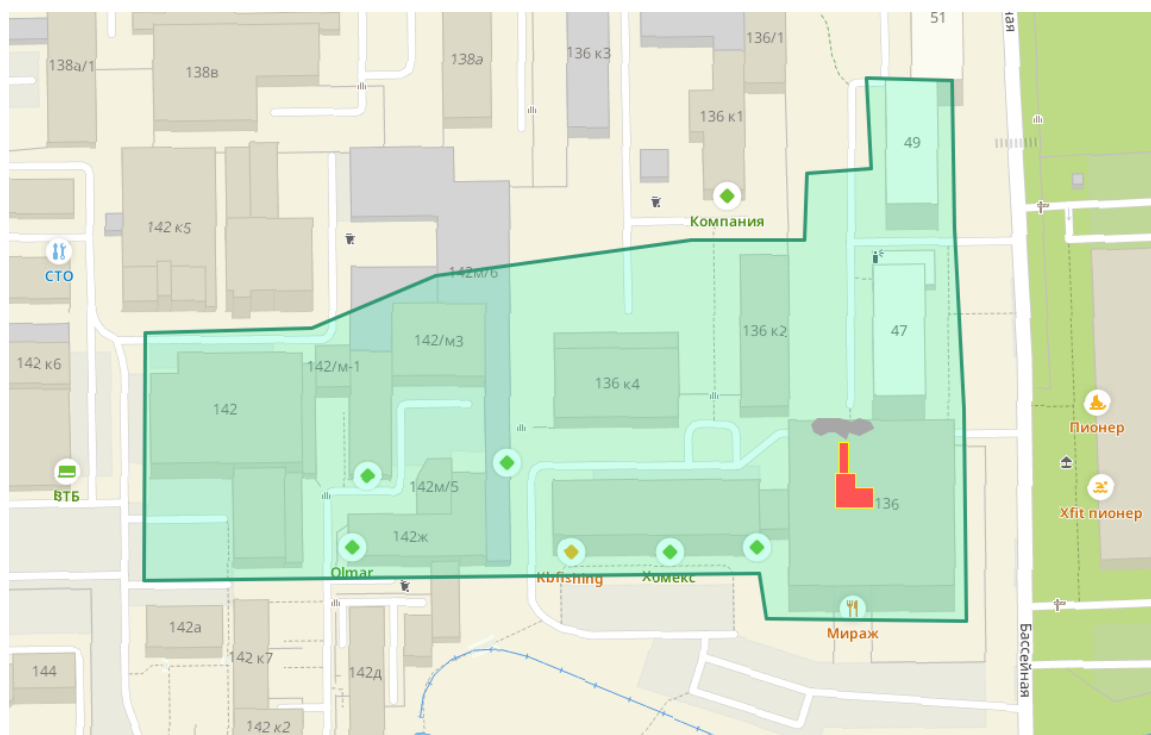 51
ная
138а/1
138в
138а
136 к3
136/1
136 к1
49
142 к5
Компания
СТО
142м/6
142/м3
47
136 к2
142 к6
142/м-1
136 к4
142
Пионер
ВТБ
142м/5
136
Xfit пионер
142ж
Olmar
Kbfishing
Хомекс
Мираж
142а
Бассейная
142 к7
144
142д
142 к2